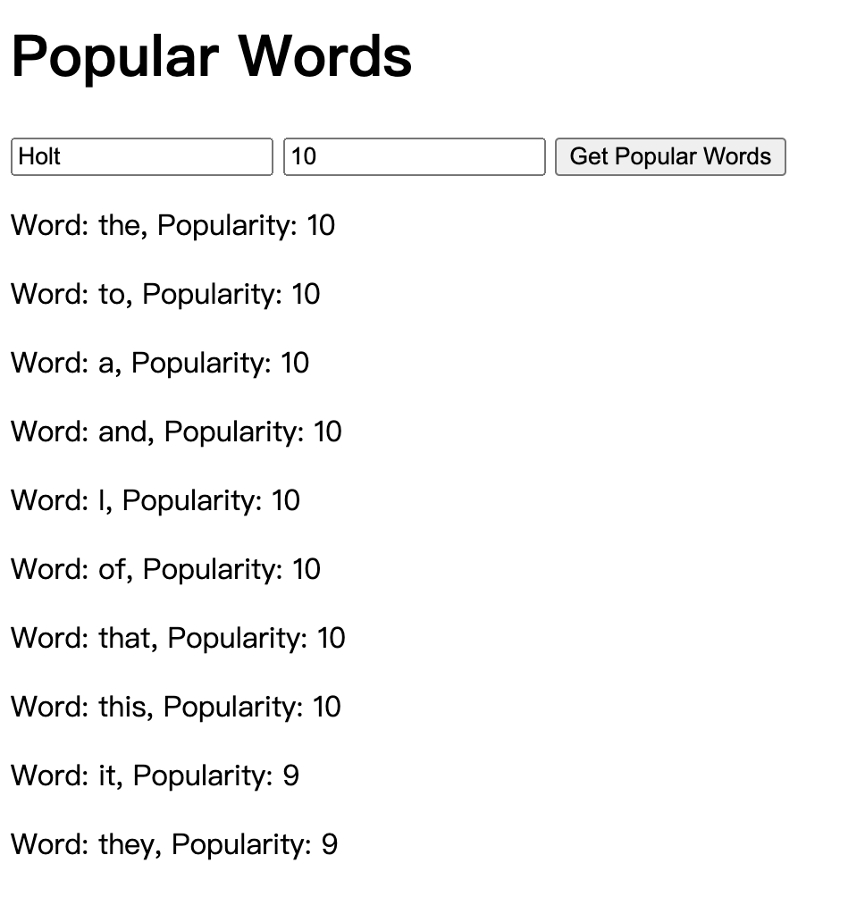 Popular Words
Holt 10 Get Popular Words
Word: the, Popularity: 10
Word: to, Popularity: 10
Word: a, Popularity: 10
Word: and, Popularity: 10
Word: I, Popularity: 10
Word: of, Popularity: 10
Word: that, Popularity: 10
Word: this, Popularity: 10
Word: it, Popularity: 9
Word: they, Popularity: 9